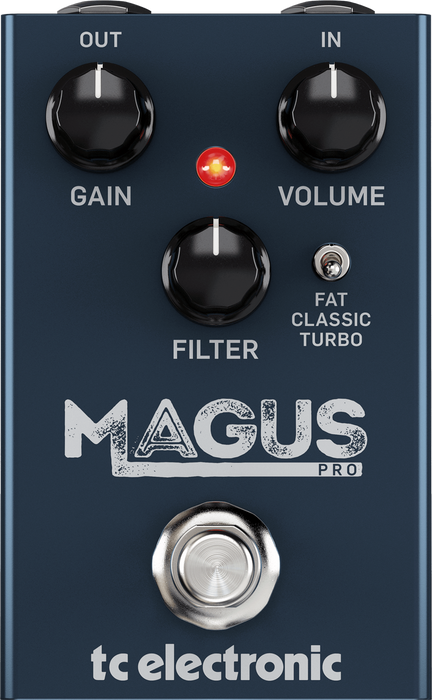 OUT
IN
GAIN
VOLUME
FILTER
FAT
CLASSIC
TURBO
MAGUS
PRO
tc electronic